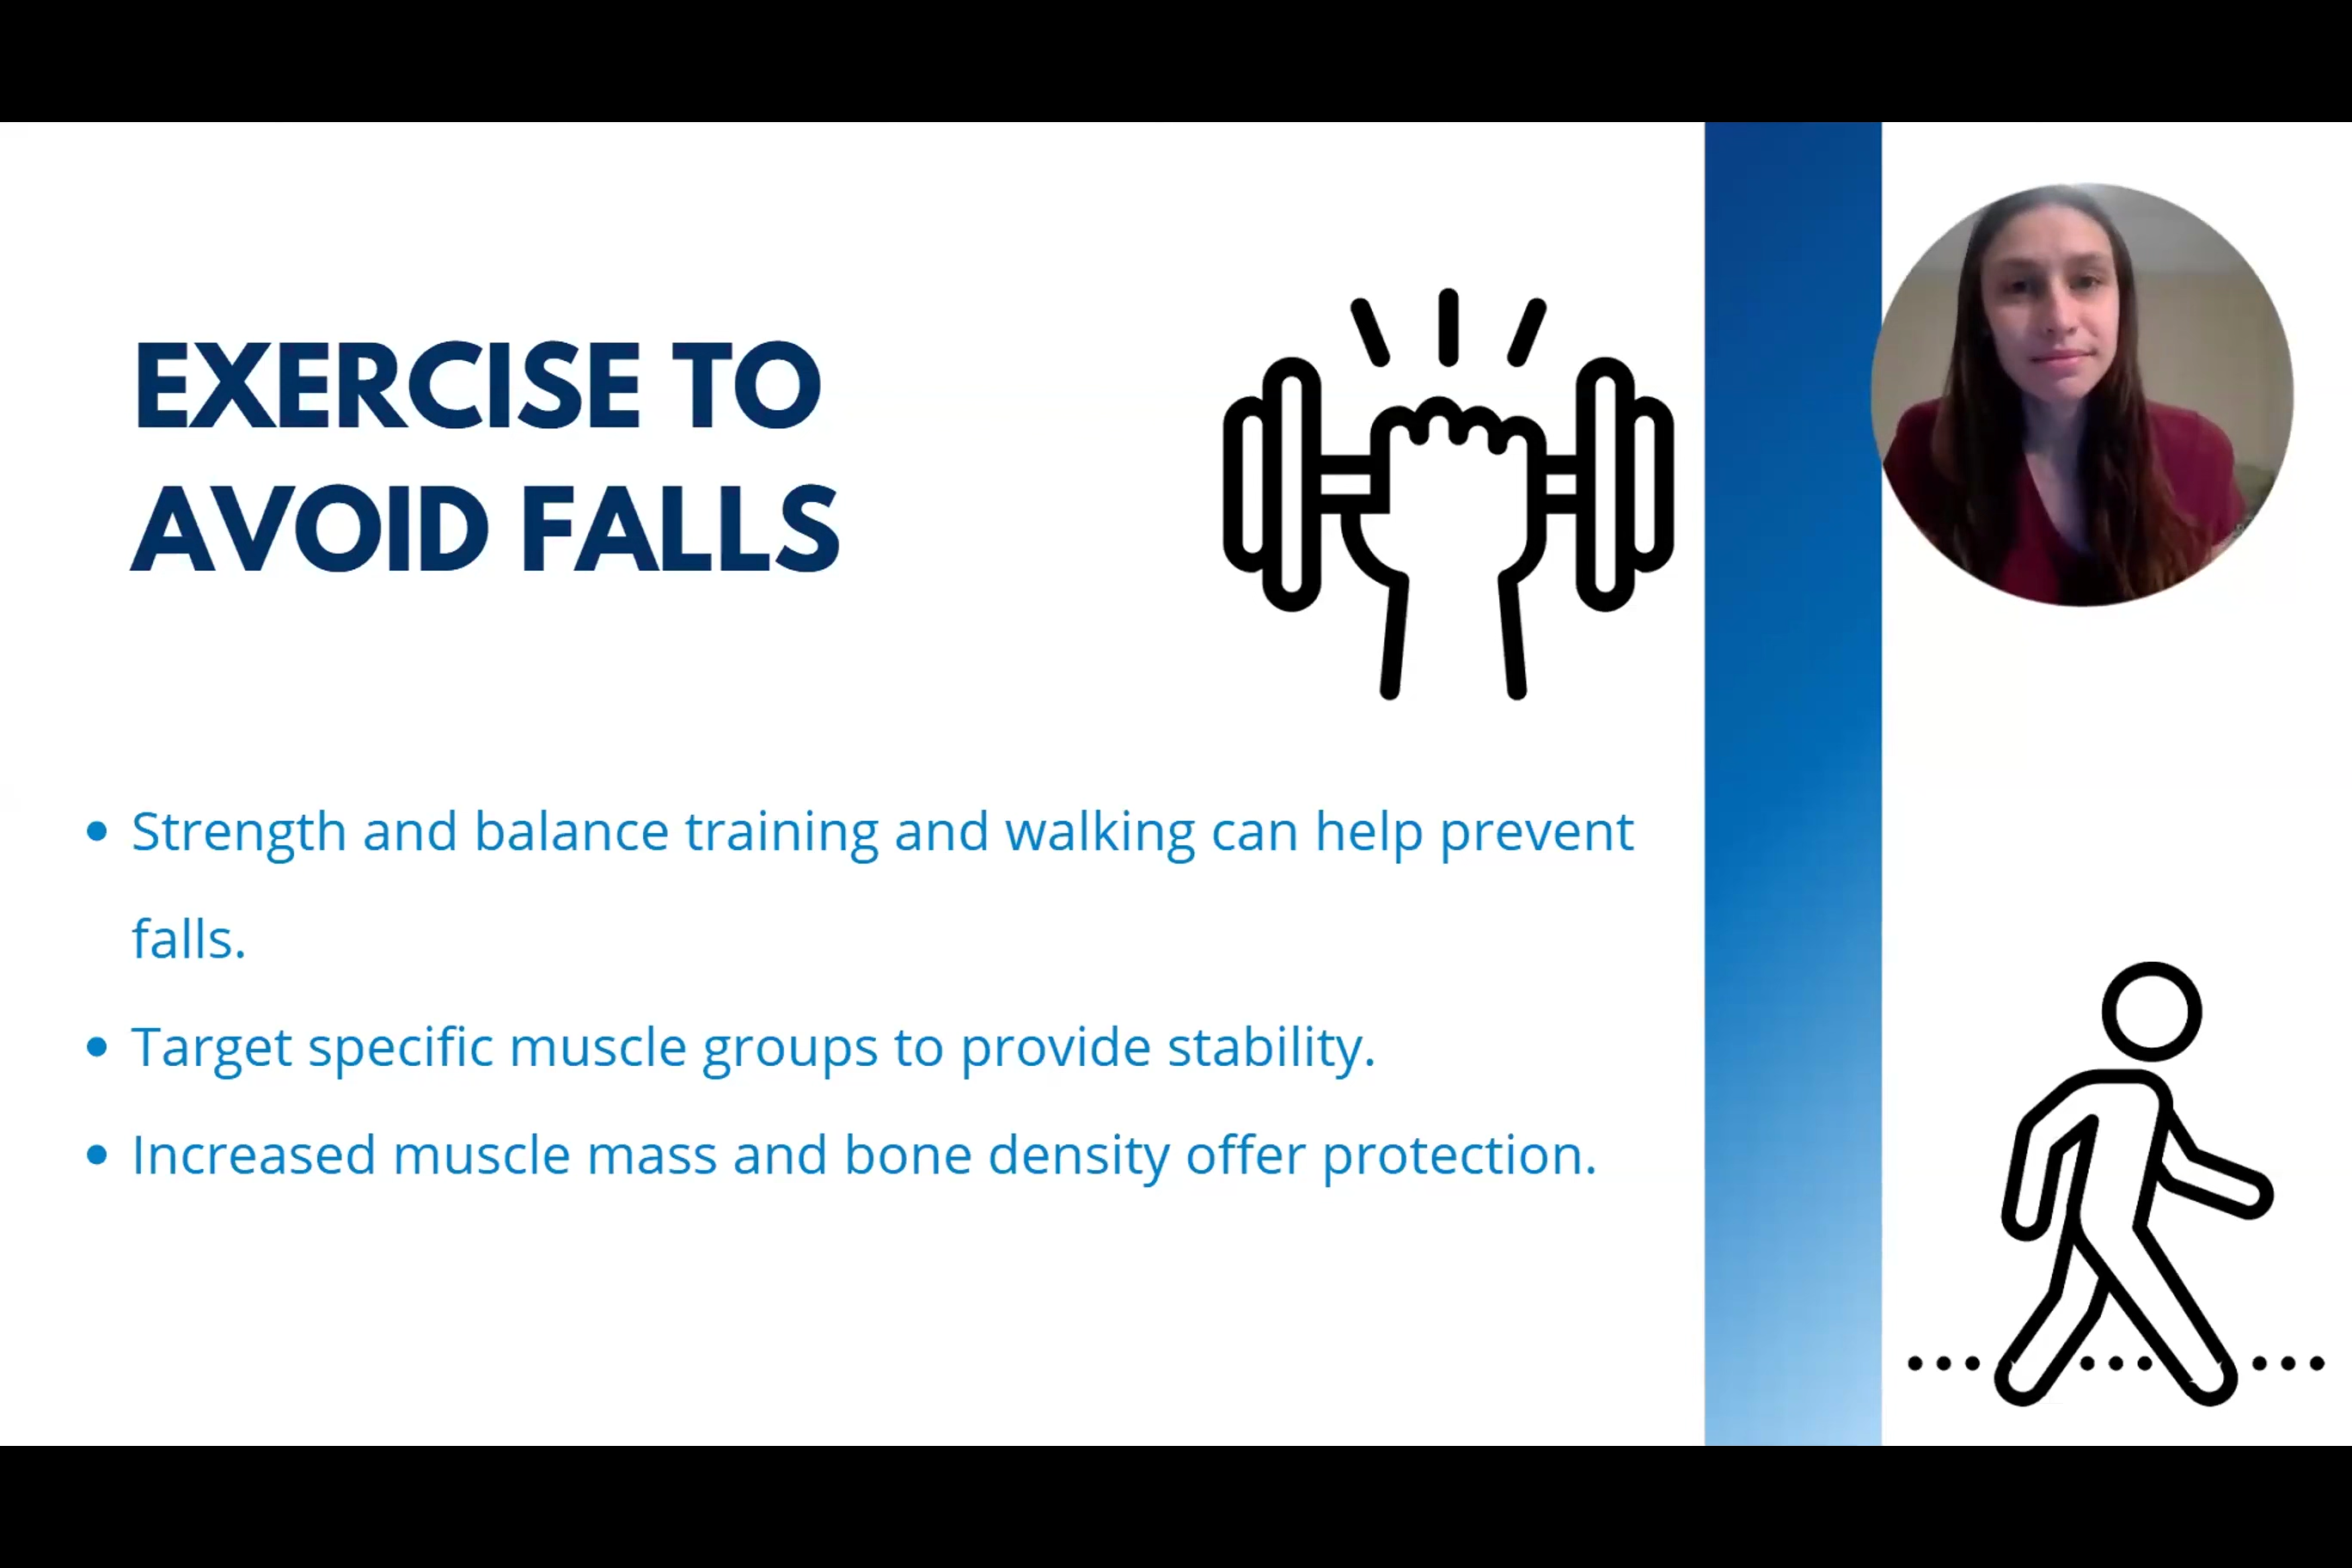 EXERCISE TO
AVOID FALLS
• Strength and balance training and walking can help prevent
falls.
• Target specific muscle groups to provide stability.
• Increased muscle mass and bone density offer protection.